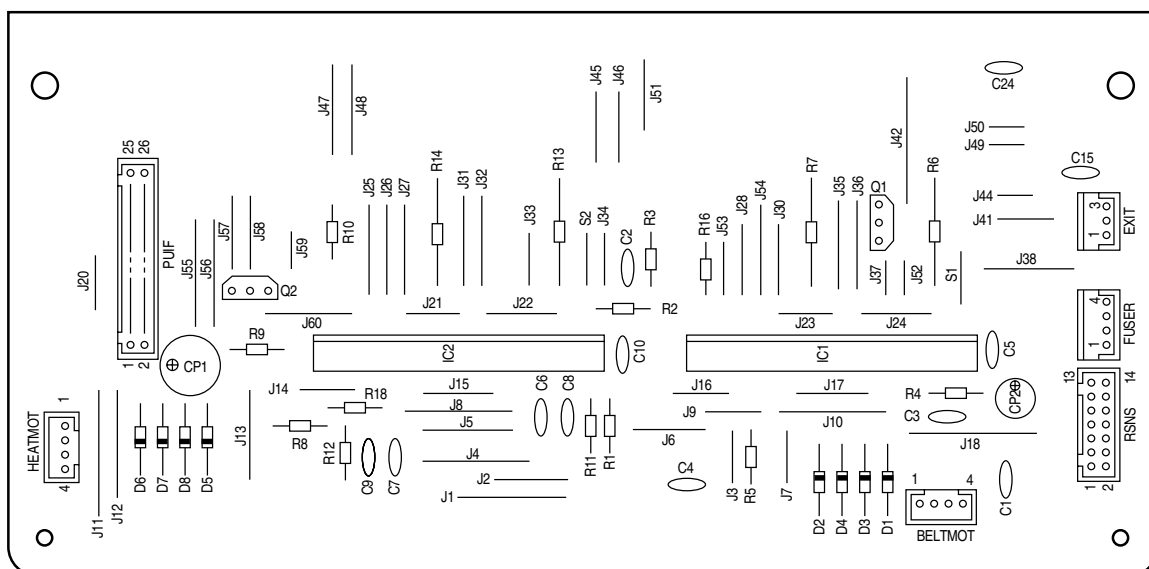 C24
J45
J46
J51
J47
J48
J42
J50
J49
C15
25
26
R14
R13
R7
R6
J25
J26
J27
J31
J32
J33
S2
J34
C2
R3
R16
J53
J28
J54
J30
J35
J36
Q1
J44
J41
3
1
EXIT
J57
J58
J59
R10
PUIF
J55
J56
J20
Q2
J37
J52
S1
J38
J21
J22
R2
J23
J24
J60
R9
IC2
C10
IC1
C5
4
1
FUSER
1
2
CP1
J14
J15
J16
J17
R4
CP2
13
14
R18
J8
C6
C8
J9
C3
HEATMOT
1
4
J13
R8
J5
J6
J10
J18
RSNS
R12
C9
C7
J4
R11
R1
J2
J1
C4
J3
R5
J7
D6
D7
D8
D5
J11
J12
D2
D4
D3
D1
1
4
BELTMOT
C1
1
2